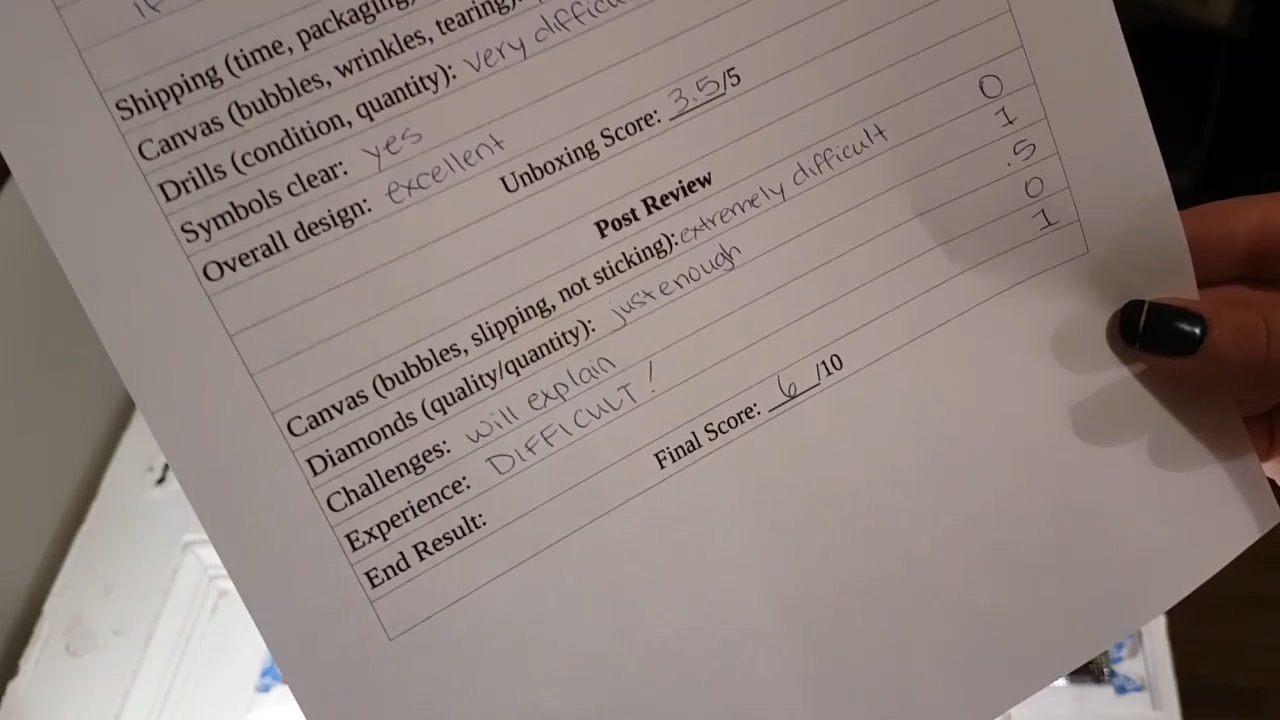 Shipping (time, packaging)
Canvas (bubbles, wrinkles, tearing):
Drills (condition, quantity): very difficu
Symbols clear: yes
Overall design: excellent
Unboxing Score: 3.5/5
Post Review
Canvas (bubbles, slipping, not sticking): extremely difficult 0
Diamonds (quality/quantity): just enough 1
Challenges: will explain .5
Experience: DIFFICULT! 0
End Result: 1
Final Score: 6/10